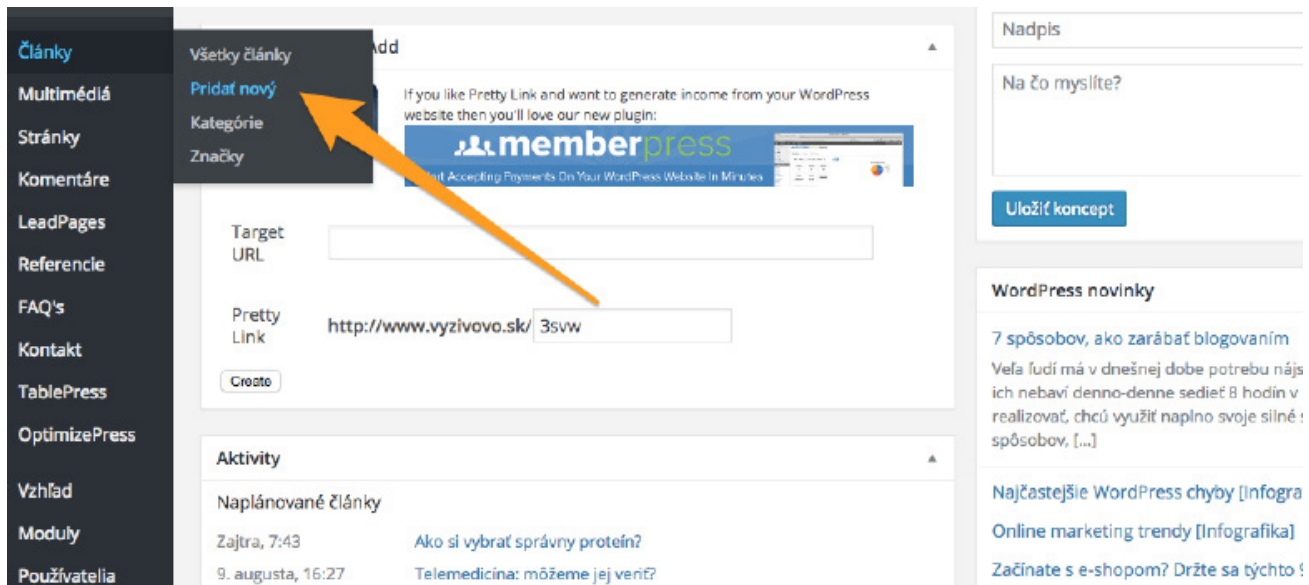 Články
Multimédiá
Stránky
Komentáre
LeadPages
Referencie
FAQ's
Kontakt
TablePress
OptimizePress
Vzhľad
Moduly
Používatelia
Všetky články
Pridať nový
Kategórie
Značky
Add
If you like Pretty Link and want to generate income from your WordPress
website then you'll love our new plugin:
memberpress
Start Accepting Payments On Your WordPress Website In Minutes
Target
URL
Pretty
Link
http://www.vyzivovo.sk/ 3svw
Create
Aktivity
Naplánované články
Zajtra, 7:43 Ako si vybrať správny proteín?
9. augusta, 16:27 Telemedicína: môžeme jej veriť?
Nadpis
Na čo myslíte?
Uložiť koncept
WordPress novinky
7 spôsobov, ako zarábať blogovaním
Veľa ľudí má v dnešnej dobe potrebu nájs
ich nebaví denno-denne sedieť 8 hodín v
realizovať, chcú využiť naplno svoje silné s
spôsobov, [...]
Najčastejšie WordPress chyby [Infogra
Online marketing trendy [Infografika]
Začínate s e-shopom? Držte sa týchto 9